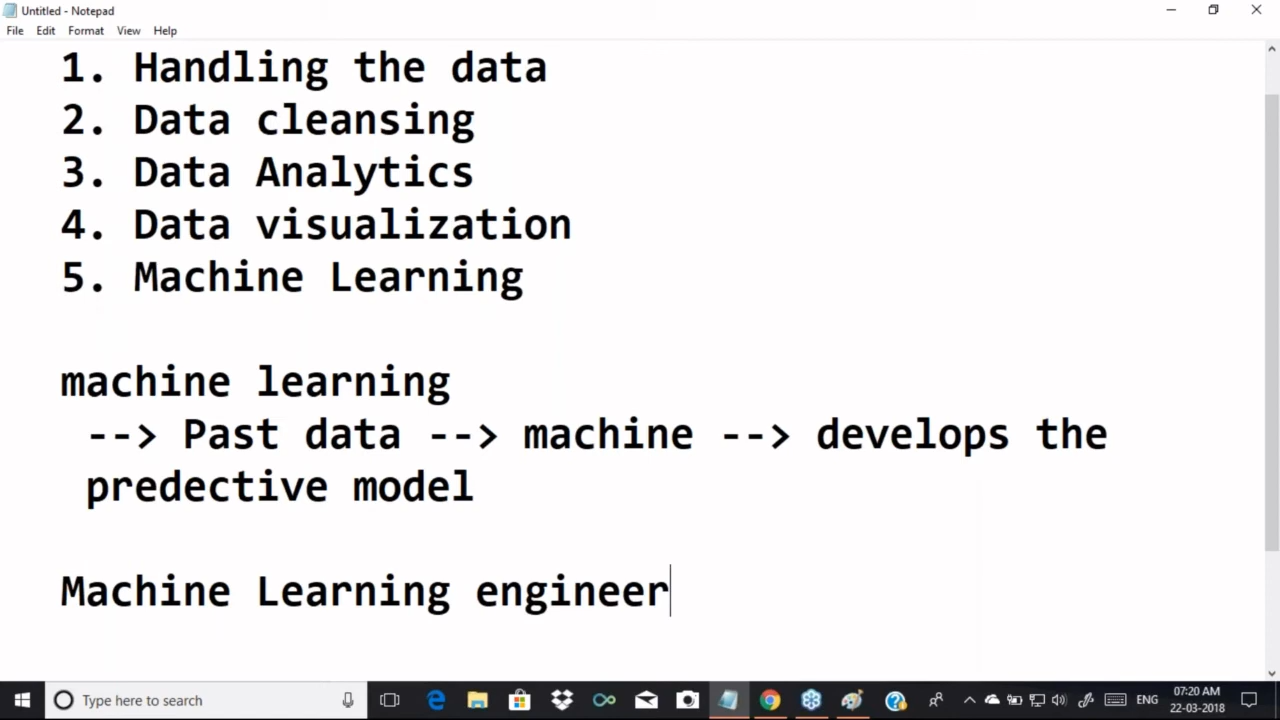 Untitled - Notepad
File Edit Format View Help
1. Handling the data
2. Data cleansing
3. Data Analytics
4. Data visualization
5. Machine Learning
machine learning
--> Past data --> machine --> develops the
predective model
Machine Learning engineer
Type here to search
ENG
07:20 AM
22-03-2018